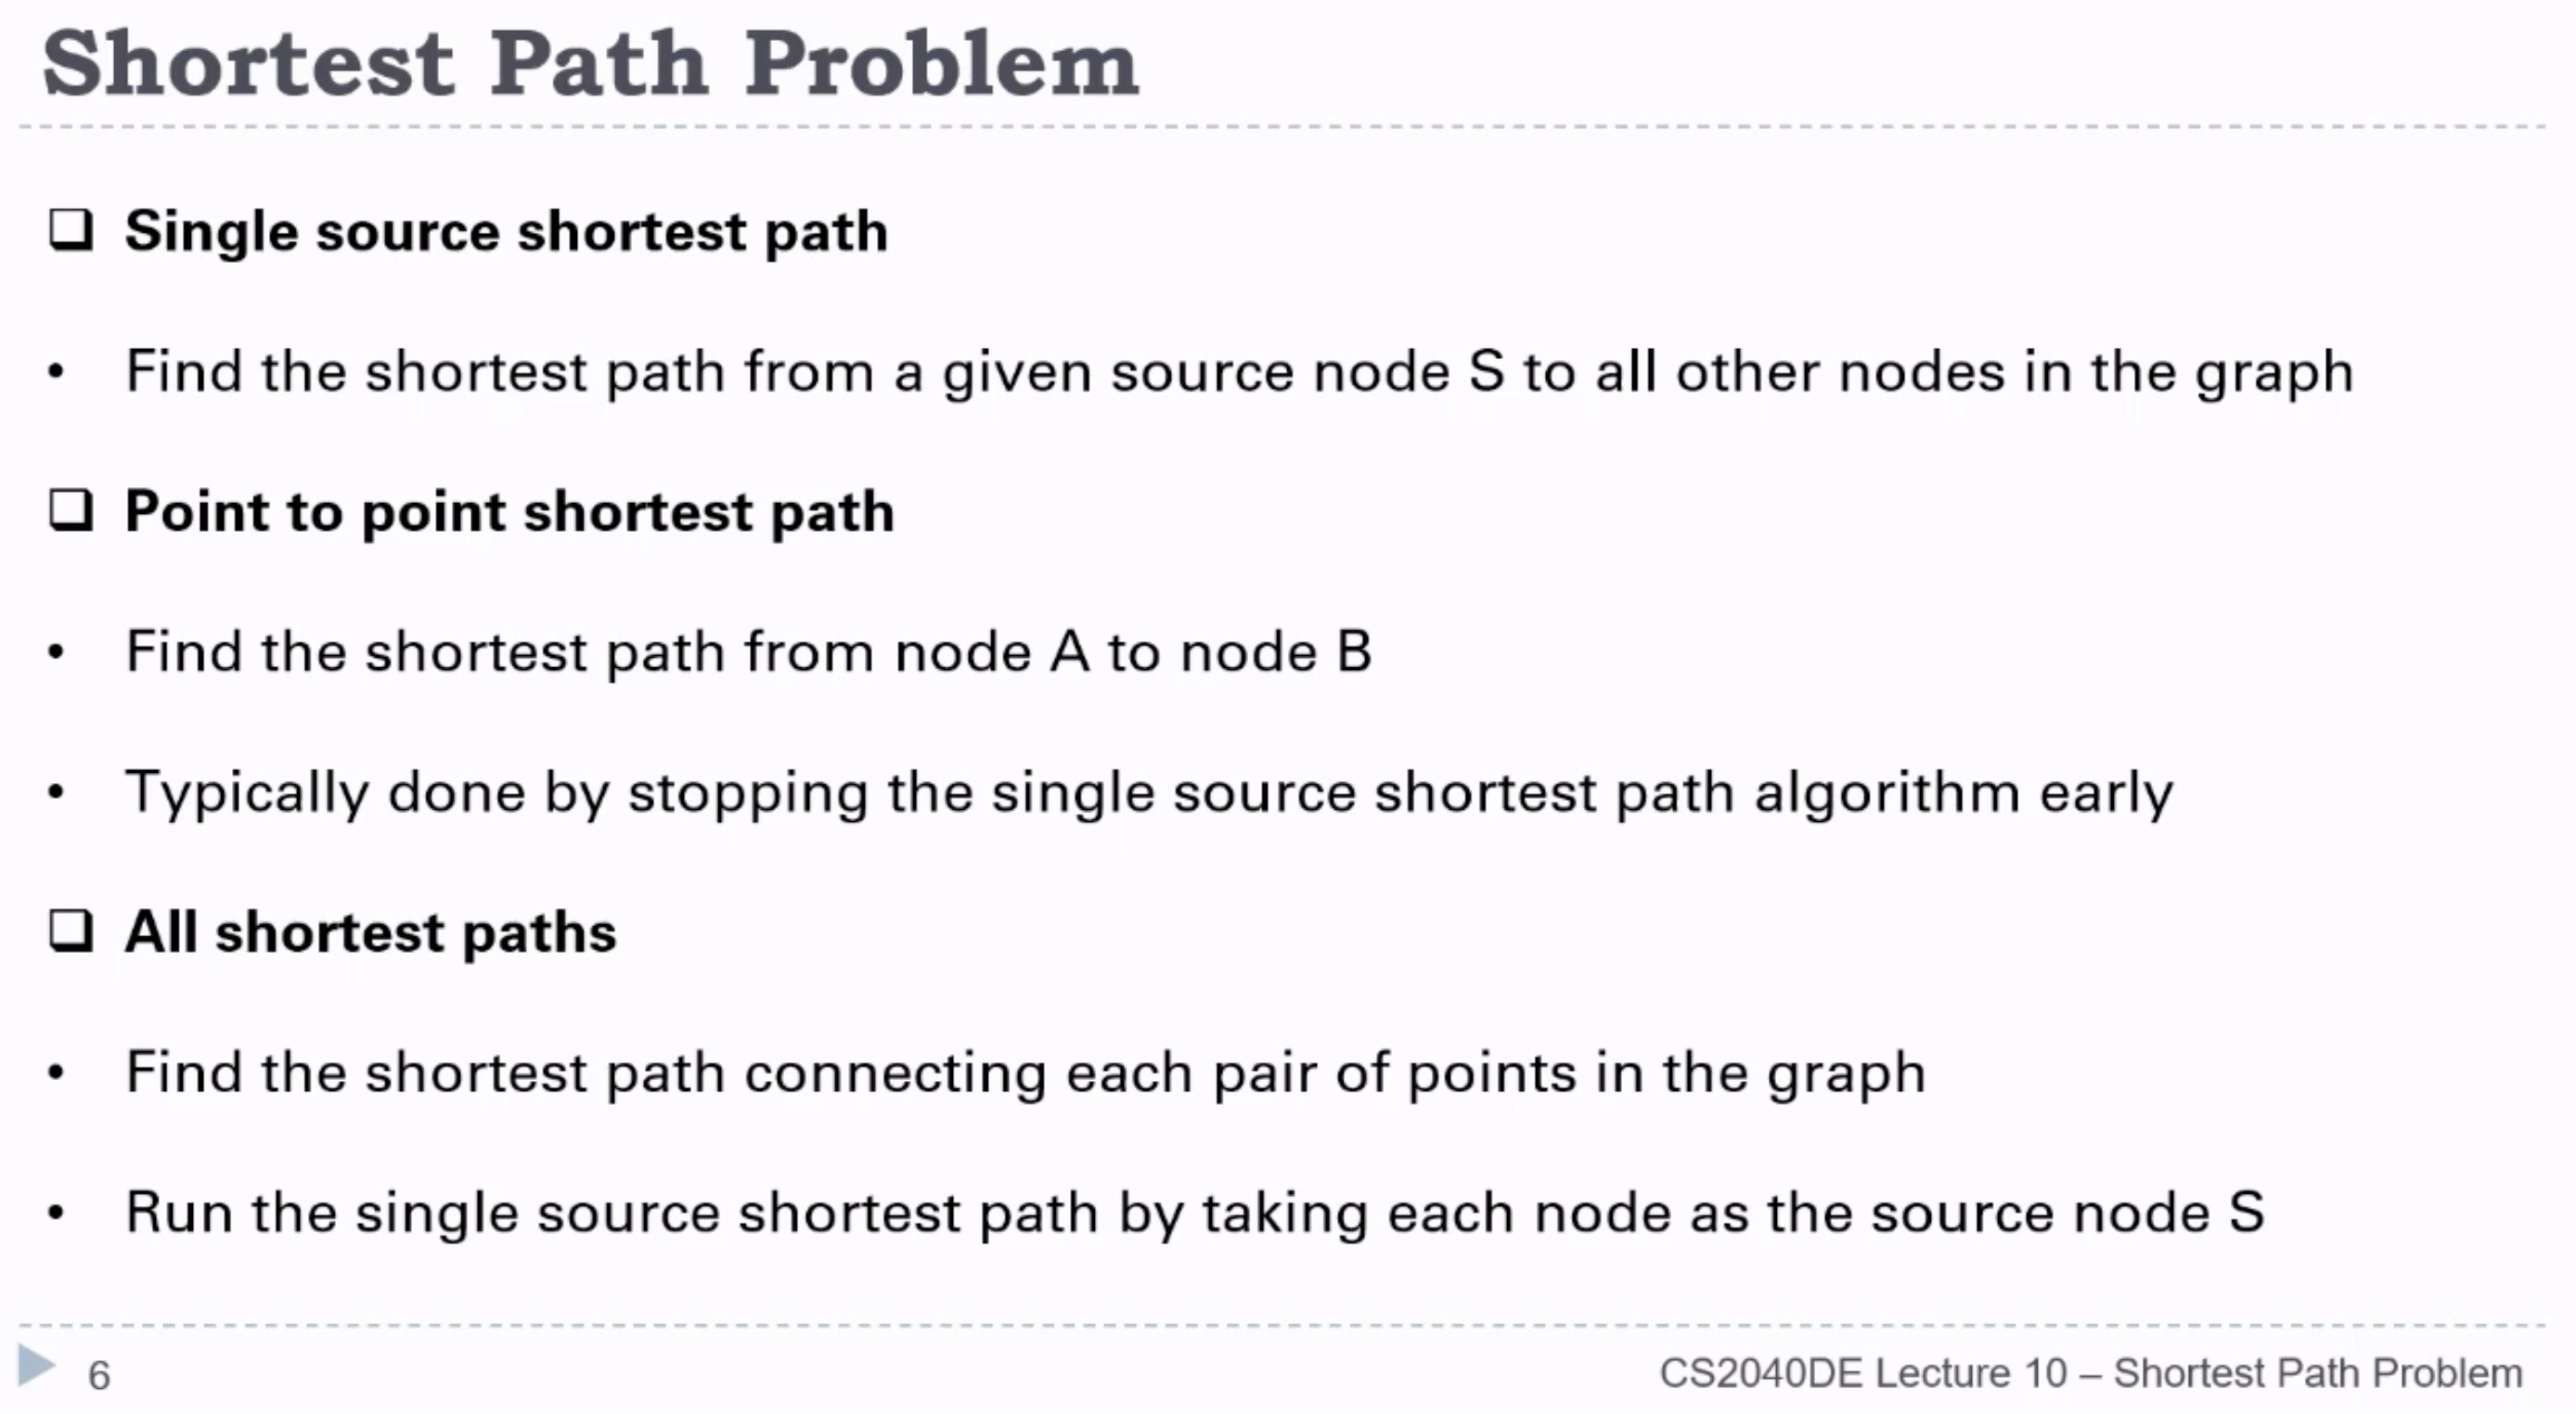 Shortest Path Problem
❑ Single source shortest path
• Find the shortest path from a given source node S to all other nodes in the graph
❑ Point to point shortest path
• Find the shortest path from node A to node B
• Typically done by stopping the single source shortest path algorithm early
❑ All shortest paths
• Find the shortest path connecting each pair of points in the graph
• Run the single source shortest path by taking each node as the source node S
6
CS2040DE Lecture 10 – Shortest Path Problem